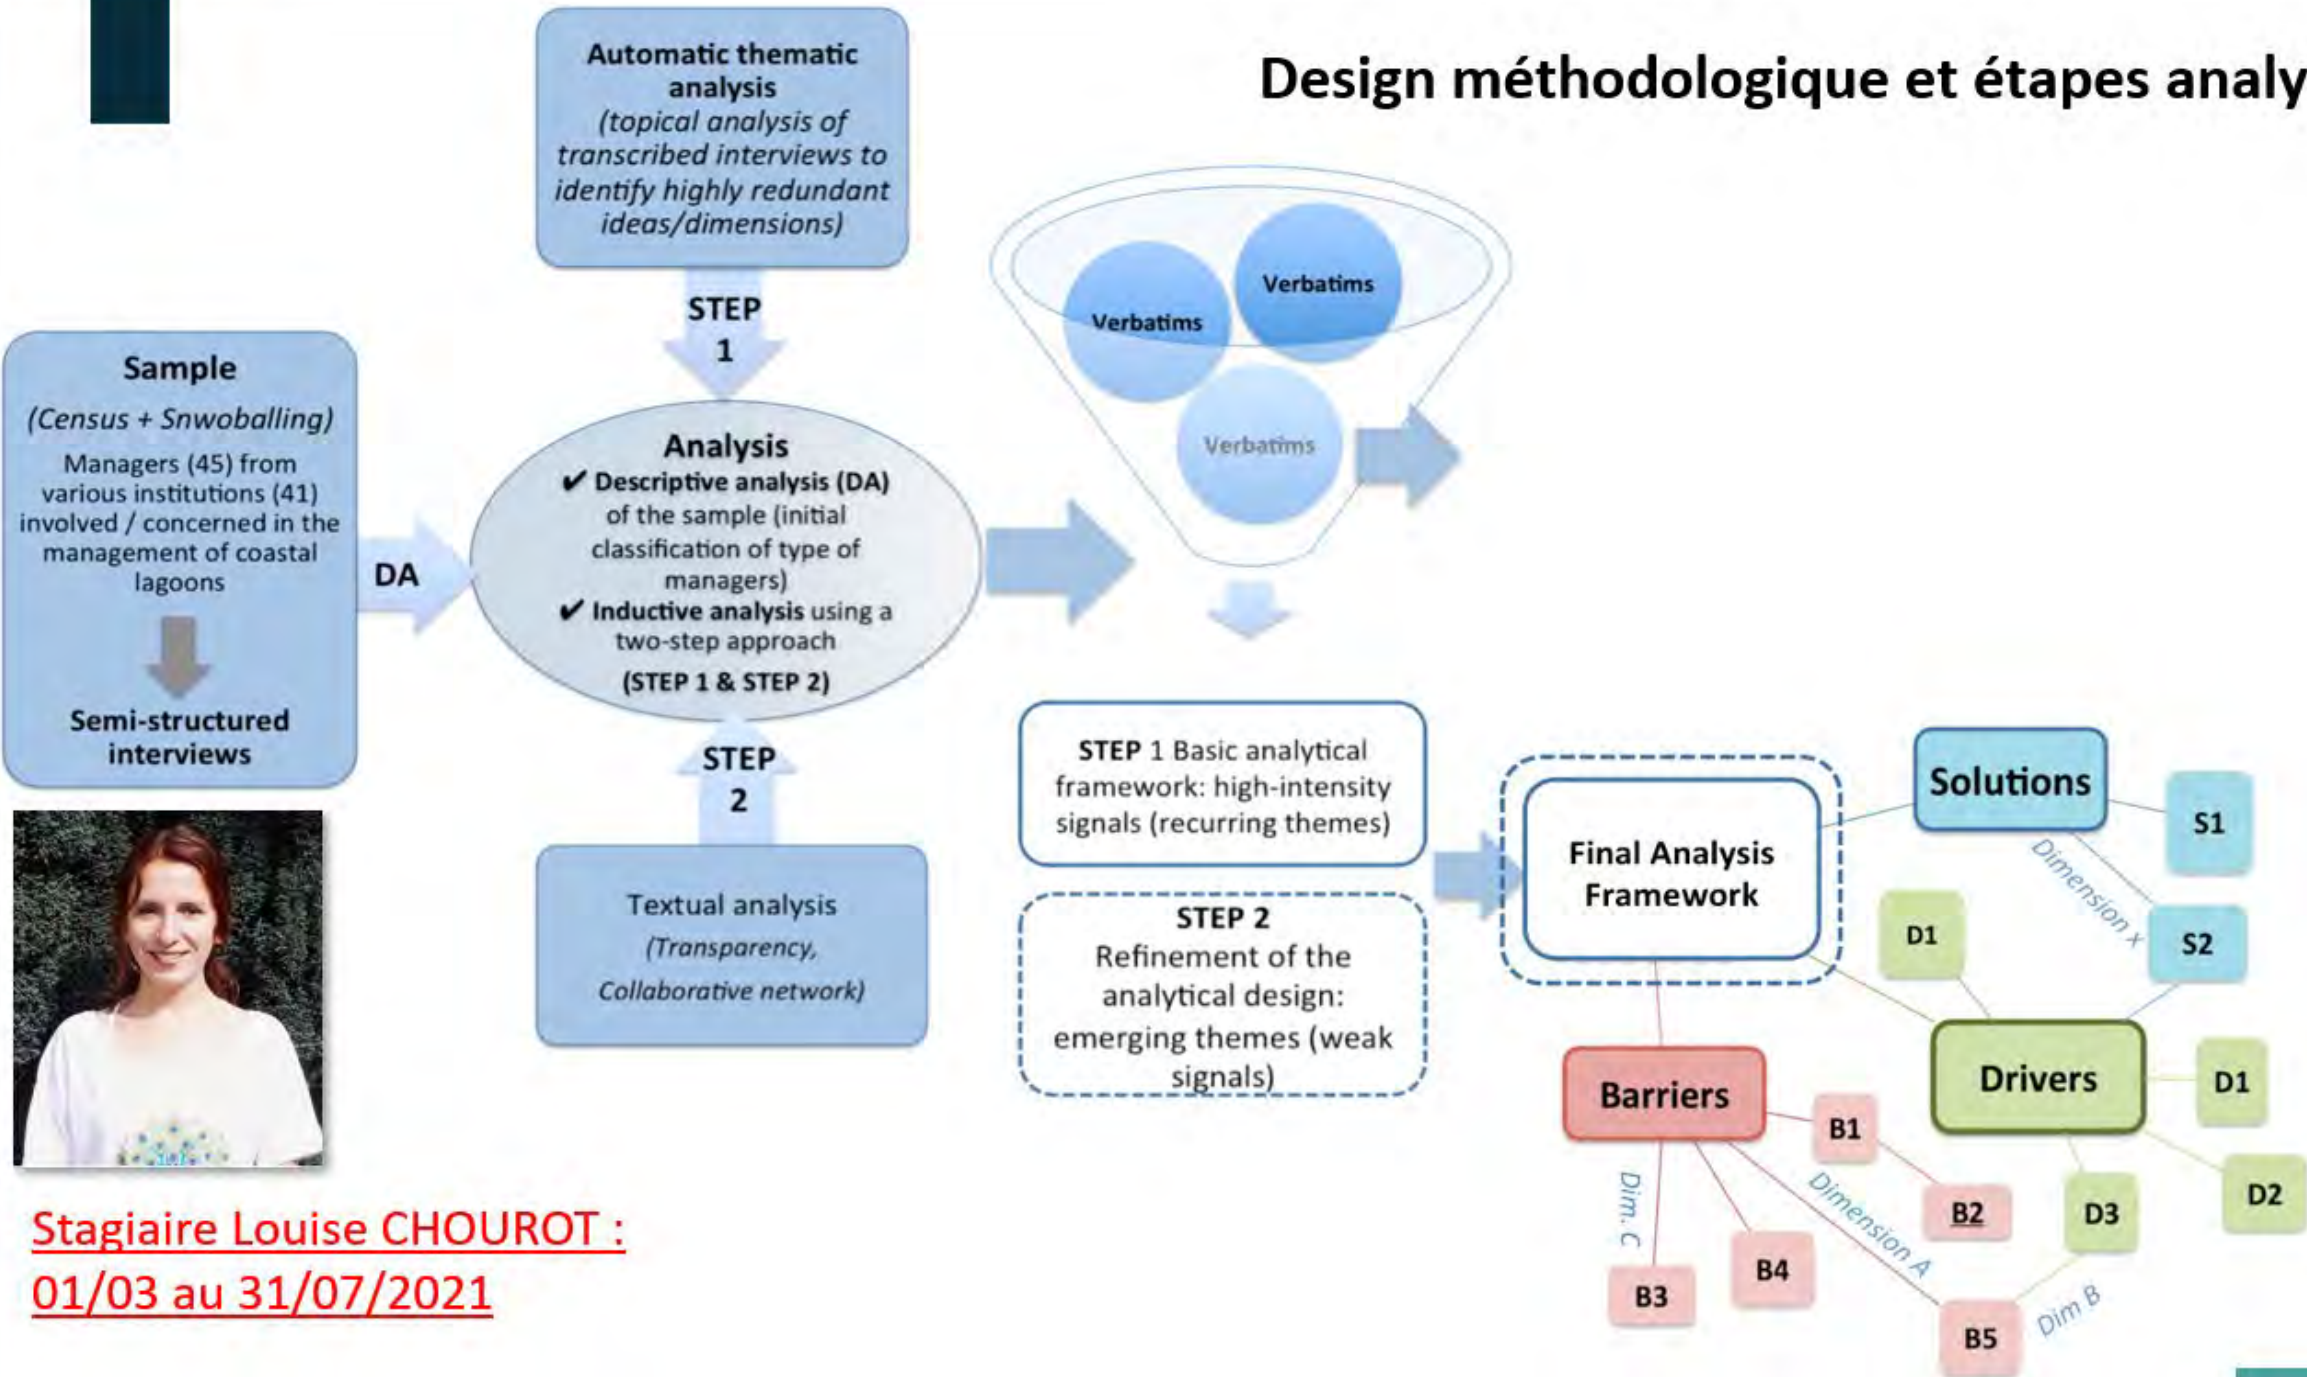 Design méthodologique et étapes analy
Automatic thematic
analysis
(topical analysis of
transcribed interviews to
identify highly redundant
ideas/dimensions)
STEP
1
Sample
(Census + Snwoballing)
Managers (45) from
various institutions (41)
involved / concerned in the
management of coastal
lagoons
Semi-structured
interviews
DA
Analysis
✔ Descriptive analysis (DA)
of the sample (initial
classification of type of
managers)
✔ Inductive analysis using a
two-step approach
(STEP 1 & STEP 2)
STEP
2
Textual analysis
(Transparency,
Collaborative network)
Verbatims
Verbatims
Verbatims
STEP 1 Basic analytical
framework: high-intensity
signals (recurring themes)
STEP 2
Refinement of the
analytical design:
emerging themes (weak
signals)
Final Analysis
Framework
Solutions
S1
Dimension X
S2
D1
Drivers
D1
D2
D3
Barriers
B1
B2
Dim. C
Dimension A
B3
B4
B5
Dim B
Stagiaire Louise CHOUROT :
01/03 au 31/07/2021